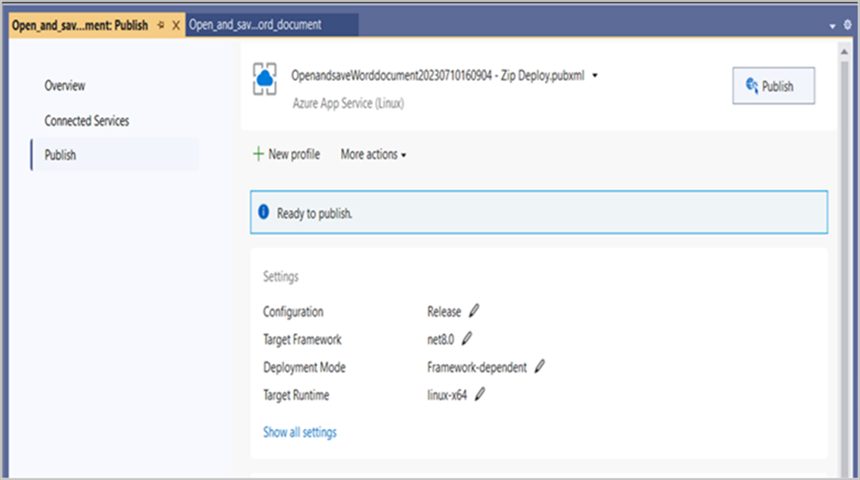 Open_and_sav...ment: Publish
Open_and_sav...ord_document
Overview
Connected Services
Publish
OpenandsaveWorddocument20230710160904 - Zip Deploy.pubxml
Azure App Service (Linux)
Publish
New profile
More actions
Ready to publish.
Settings
Configuration Release
Target Framework net8.0
Deployment Mode Framework-dependent
Target Runtime linux-x64
Show all settings